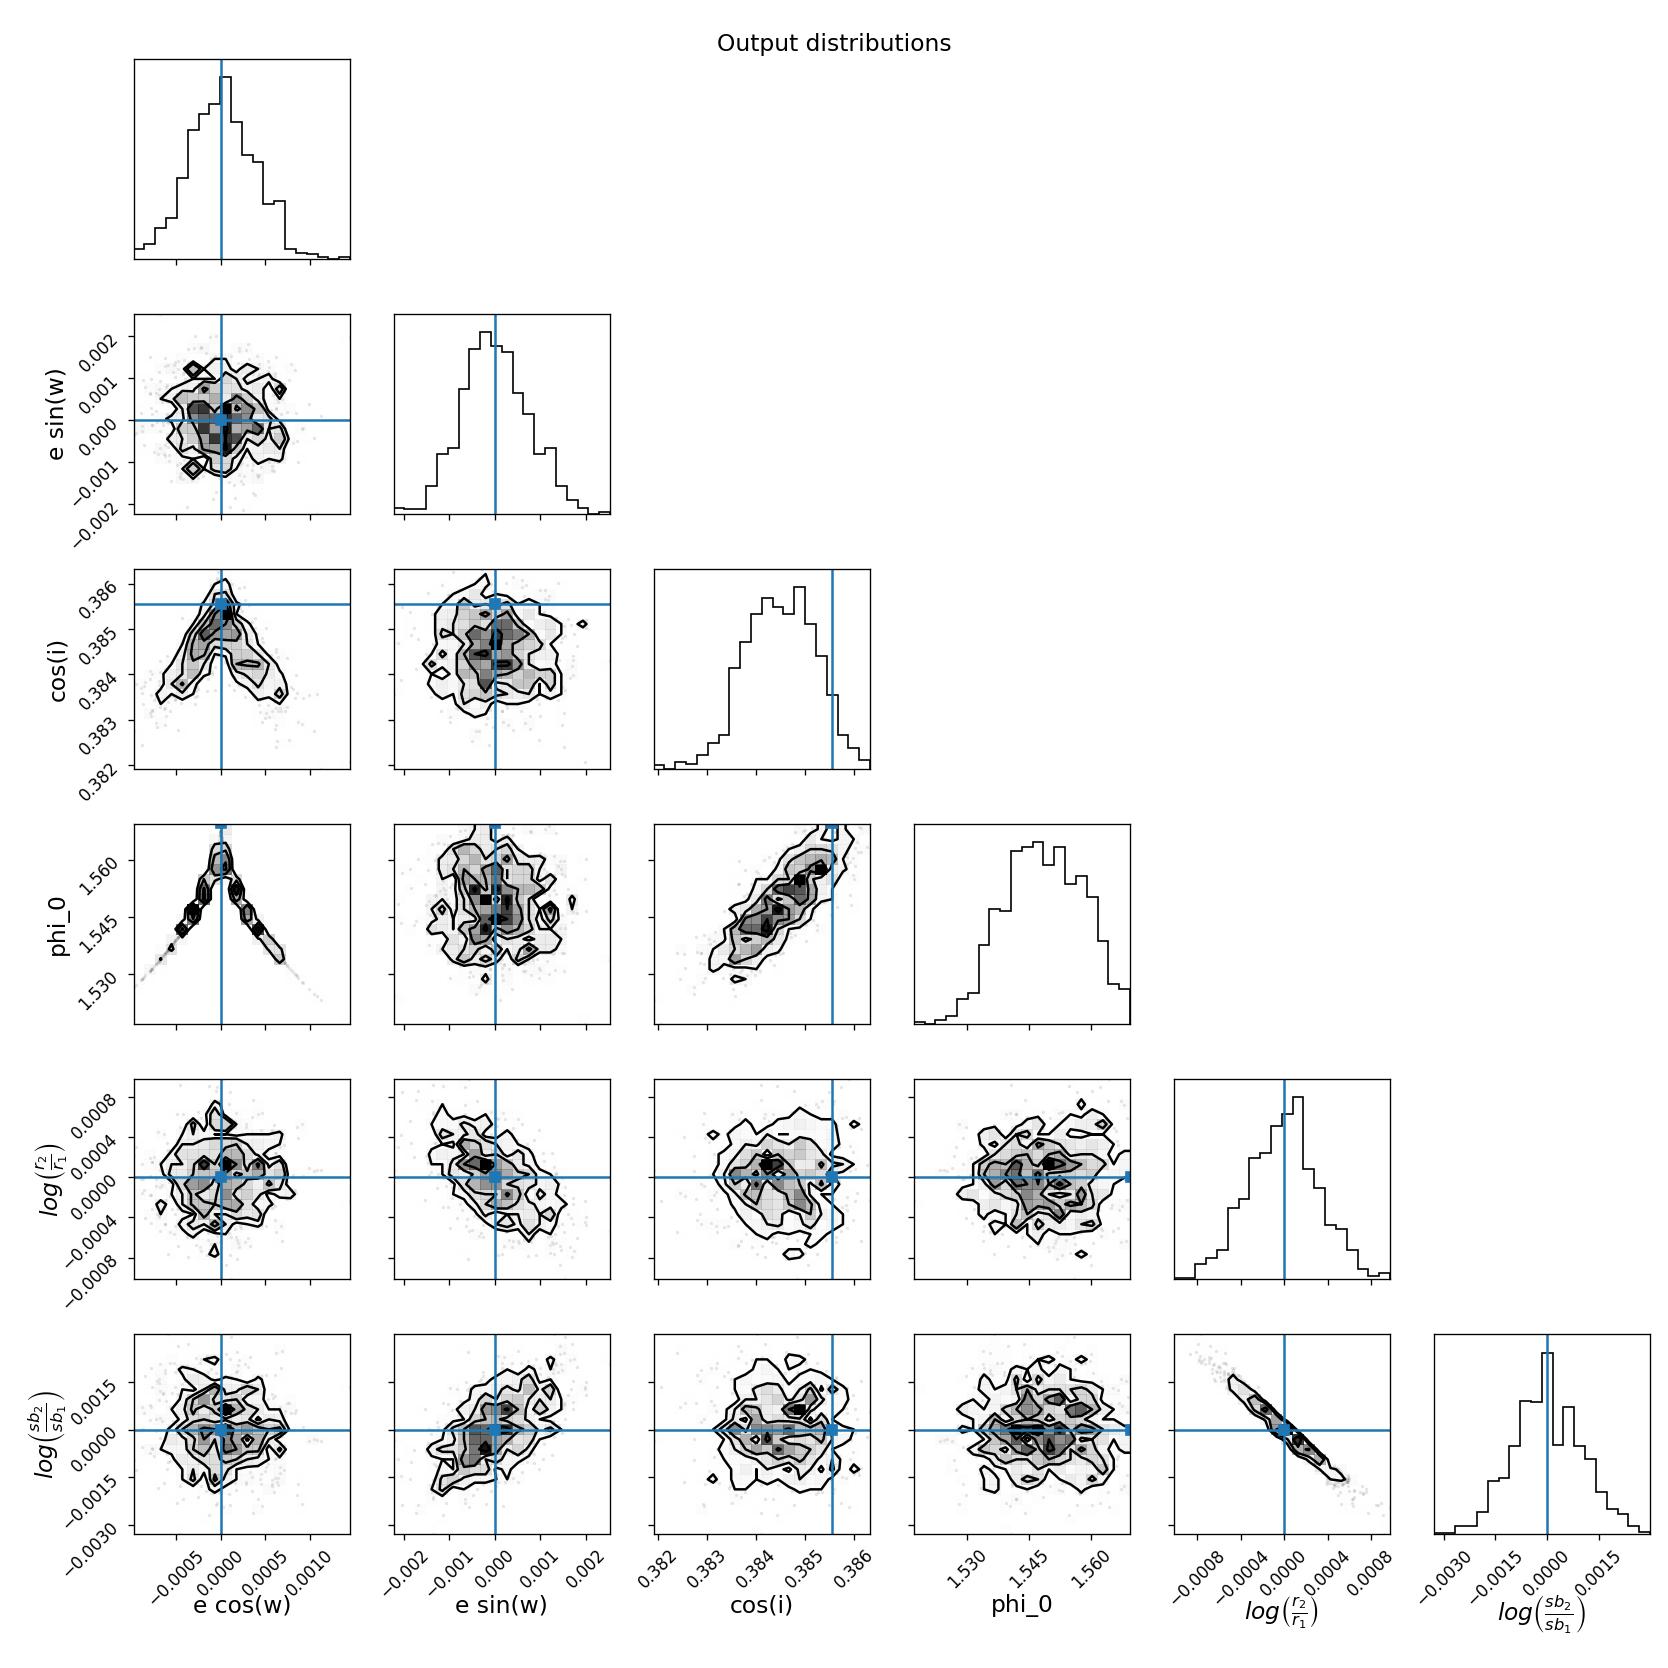 Output distributions
e sin(w)
0.002
0.001
0.000
−0.001
−0.002
cos(i)
0.386
0.385
0.384
0.383
0.382
phi_0
1.560
1.545
1.530
log(r₂/r₁)
0.0008
0.0004
0.0000
−0.0004
−0.0008
log(sb₂/sb₁)
0.0015
0.0000
−0.0015
−0.0030
−0.0005 0.0000 0.0005 0.0010
−0.002 −0.001 0.000 0.001 0.002
0.382 0.383 0.384 0.385 0.386
1.530 1.545 1.560
−0.0008 −0.0004 0.0000 0.0004 0.0008
−0.0030 −0.0015 0.0000 0.0015
e cos(w) e sin(w) cos(i) phi_0 log(r₂/r₁) log(sb₂/sb₁)